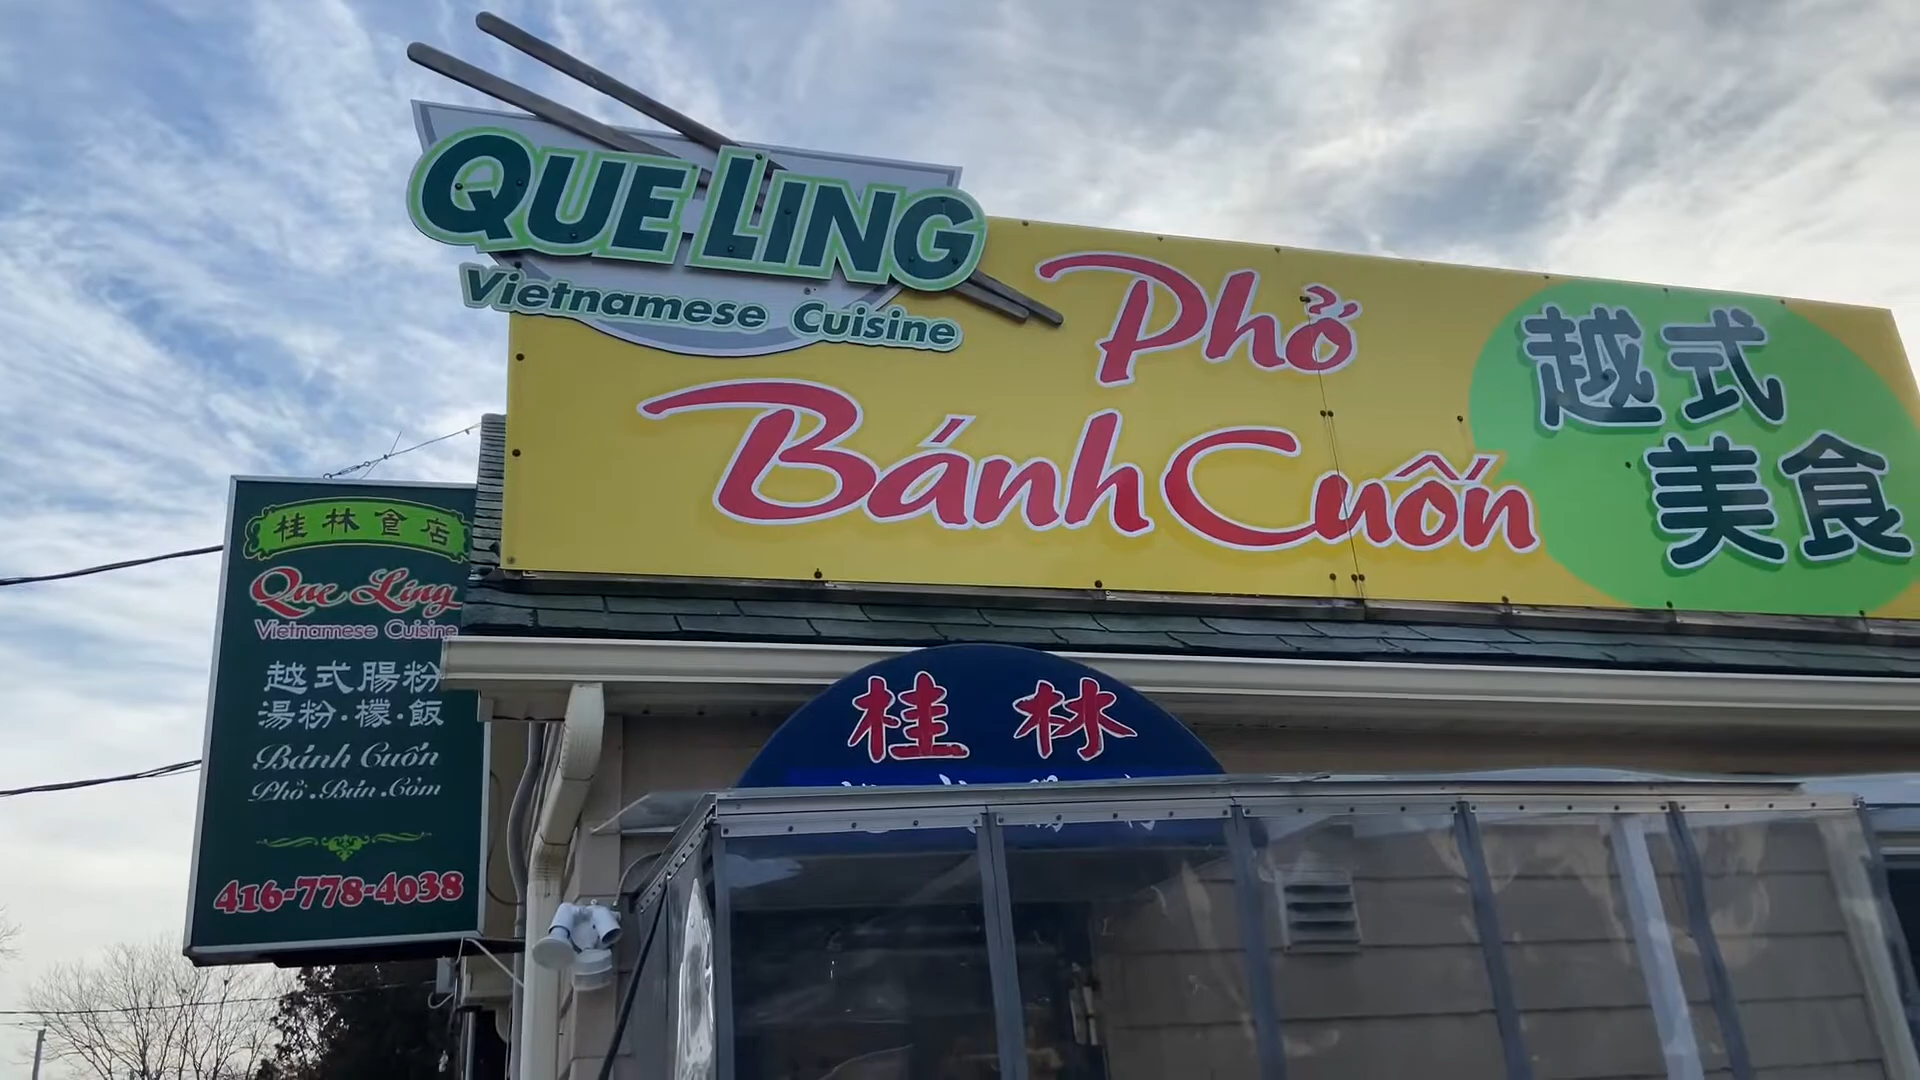 QUE LING
Vietnamese Cuisine
Phở
Bánh Cuốn
越式
美食
桂林食店
Que Ling
Vietnamese Cuisine
越式腸粉
湯粉·檬·飯
Bánh Cuốn
Phở.Bún.Cơm
416-778-4038
桂林